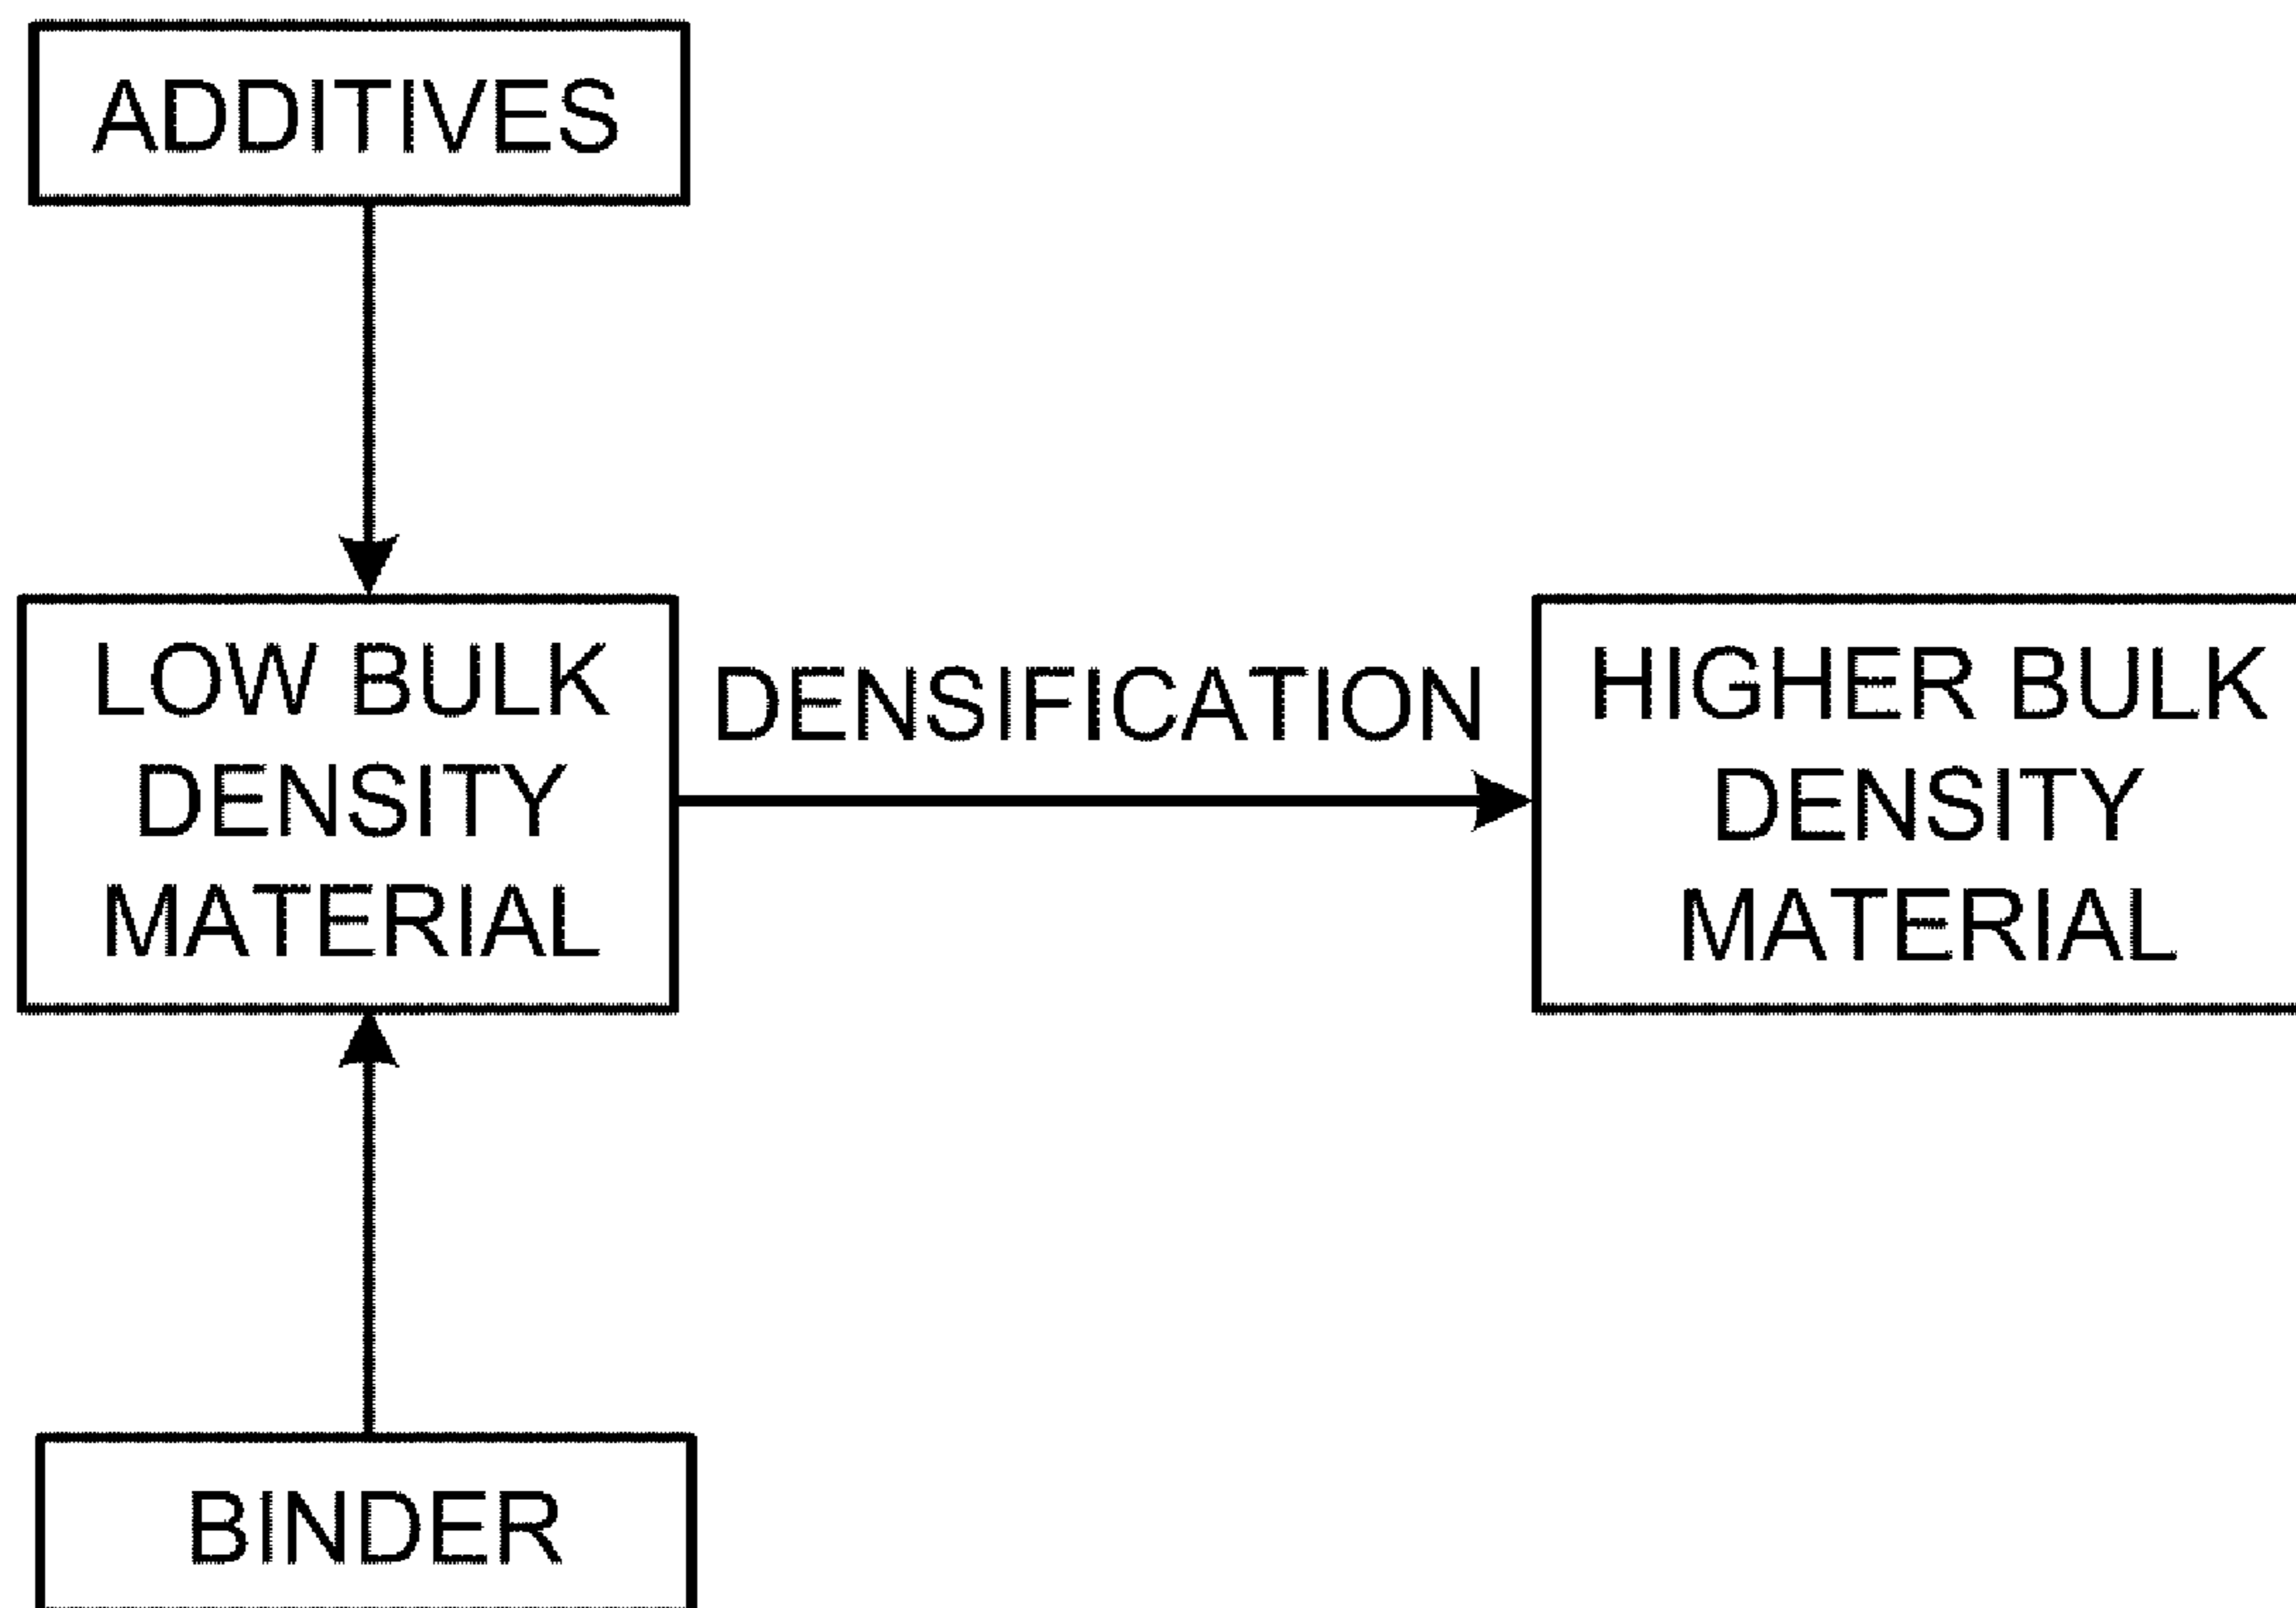 ADDITIVES
LOW BULK
DENSITY
MATERIAL
DENSIFICATION
HIGHER BULK
DENSITY
MATERIAL
BINDER